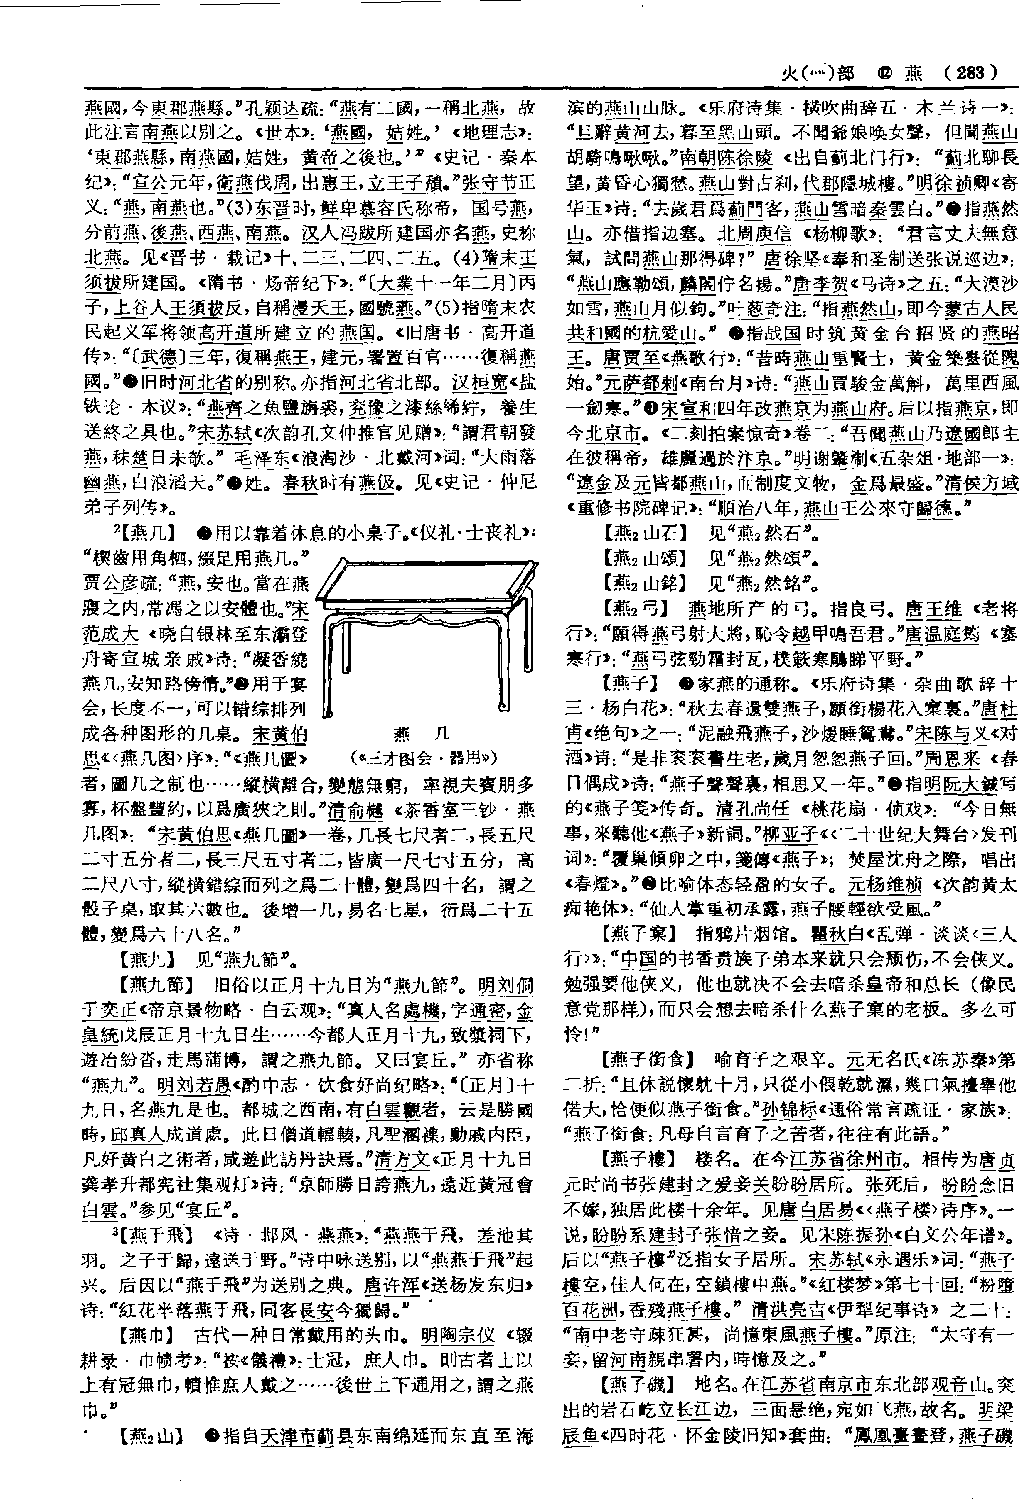 火(灬)部 ⑫ 燕 (283)
燕國，今東郡燕縣。”孔颖达疏：“燕有二國，一稱北燕，故
此注言南燕以别之。《世本》：‘燕國，姞姓。’《地理志》：
‘東郡燕縣，南燕國，姞姓，黄帝之後也。’”《史记·秦本
纪》：“宣公元年，衛燕伐周，出惠王，立王子穨。”张守节正
义：“燕，南燕也。”(3)东晋时，鲜卑慕容氏称帝，国号燕，
分前燕、後燕、西燕、南燕。汉人冯跋所建国亦名燕，史称
北燕。见《晋书·载记》十、二三、二四、二五。(4)隋末王
须拔所建国。《隋书·炀帝纪下》：“〔大業十一年二月〕丙
子，上谷人王須拔反，自稱漫天王，國號燕。”(5)指隋末农
民起义军将领高开道所建立的燕国。《旧唐书·高开道
传》：“〔武德〕三年，復稱燕王，建元，署置百官……復稱燕
國。”旧时河北省的别称。亦指河北省北部。汉桓宽《盐
铁论·本议》：“燕齊之魚鹽旃裘，兖豫之漆絲絺紵，養生
送終之具也。”宋苏轼《次韵孔文仲推官见赠》：“謂君朝發
燕，秣楚日未欹。”毛泽东《浪淘沙·北戴河》词：“大雨落
幽燕，白浪滔天。”姓。春秋时有燕伋。见《史记·仲尼
弟子列传》。
²【燕几】 用以靠着休息的小桌子。《仪礼·士丧礼》：
“楔齒用角柶，綴足用燕几。”
贾公彦疏：“燕，安也。當在燕
寢之内，常凴之以安體也。”宋
范成大《晓自银林至东灞登
舟寄宣城亲戚》诗：“凝香繞
燕几，安知路傍情。”用于宴
会，长度不一，可以错综排列
成各种图形的几桌。宋黄伯
思《〈燕几图〉序》：“《燕几圖》
燕 几
(《三才图会·器用》)
者，圖几之制也……縱横離合，變態無窮，率視夫賓朋多
寡，杯盤豐約，以爲廣狹之則。”清俞樾《茶香室三钞·燕
几图》：“宋黄伯思《燕几圖》一卷，几長七尺者二，長五尺
二寸五分者二，長三尺五寸者二，皆廣一尺七寸五分，高
二尺八寸，縱横錯綜而列之爲二十體，變爲四十名，謂之
骰子桌，取其六數也。後增一几，易名七星，衍爲二十五
體，變爲六十八名。”
【燕九】 见“燕九節”。
【燕九節】 旧俗以正月十九日为“燕九節”。明刘侗
于奕正《帝京景物略·白云观》：“真人名處機，字通密，金
皇統戊辰正月十九日生……今都人正月十九，致漿祠下，
遊冶紛沓，走馬蒲博，謂之燕九節。又曰宴丘。”亦省称
“燕九”。明刘若愚《酌中志·饮食好尚纪略》：“〔正月〕十
九日，名燕九是也。都城之西南，有白雲觀者，云是勝國
時，邱真人成道處。此日僧道輻輳，凡聖溷襍，勳戚内臣，
凡好黄白之術者，咸遊此訪丹訣焉。”清方文《正月十九日
龚孝升都宪社集观灯》诗：“京師勝日誇燕九，遠近黄冠會
白雲。”参见“宴丘”。
³【燕于飛】 《诗·邶风·燕燕》：“燕燕于飛，差池其
羽。之子于歸，遠送于野。”诗中咏送别，以“燕燕于飛”起
兴。后因以“燕于飛”为送别之典。唐许浑《送杨发东归》
诗：“紅花半落燕于飛，同客長安今獨歸。”
【燕巾】 古代一种日常戴用的头巾。明陶宗仪《辍
耕录·巾帻考》：“按《儀禮》：士冠，庶人巾。則古者士以
上有冠無巾，幘惟庶人戴之……後世上下通用之，謂之燕
巾。”
【燕₂山】 指自天津市蓟县东南绵延而东直至海
滨的燕山山脉。《乐府诗集·横吹曲辞五·木兰诗一》：
“旦辭黄河去，暮至黑山頭。不聞爺娘唤女聲，但聞燕山
胡騎鳴啾啾。”南朝陈徐陵《出自蓟北门行》：“薊北聊長
望，黄昏心獨愁。燕山對古刹，代郡隱城樓。”明徐祯卿《寄
华玉》诗：“去歲君爲薊門客，燕山雪暗秦雲白。”指燕然
山。亦借指边塞。北周庾信《杨柳歌》：“君言丈夫無意
氣，試問燕山那得碑？”唐徐坚《奉和圣制送张说巡边》：
“燕山應勒頌，麟閣佇名揚。”唐李贺《马诗》之五：“大漠沙
如雪，燕山月似鉤。”叶葱奇注：“指燕然山，即今蒙古人民
共和國的杭愛山。”指战国时筑黄金台招贤的燕昭
王。唐贾至《燕歌行》：“昔時燕山重賢士，黄金築臺從隗
始。”元萨都剌《南台月》诗：“燕山買駿金萬斛，萬里西風
一劍寒。”宋宣和四年改燕京为燕山府。后以指燕京，即
今北京市。《二刻拍案惊奇》卷二：“吾聞燕山乃遼國郎主
在彼稱帝，雄麗過於汴京。”明谢肇淛《五杂俎·地部一》：
“遼金及元皆都燕山，而制度文物，金爲最盛。”清侯方域
《重修书院碑记》：“順治八年，燕山王公來守歸德。”
【燕₂山石】 见“燕₂然石”。
【燕₂山頌】 见“燕₂然頌”。
【燕₂山銘】 见“燕₂然銘”。
【燕₂弓】 燕地所产的弓。指良弓。唐王维《老将
行》：“願得燕弓射大將，恥令越甲鳴吾君。”唐温庭筠《塞
寒行》：“燕弓弦勁霜封瓦，樸簌寒鵰睇平野。”
【燕子】 家燕的通称。《乐府诗集·杂曲歌辞十
三·杨白花》：“秋去春還雙燕子，願銜楊花入窠裏。”唐杜
甫《绝句》之一：“泥融飛燕子，沙煖睡鴛鴦。”宋陈与义《对
酒》诗：“是非衮衮書生老，歲月怱怱燕子回。”周恩来《春
日偶成》诗：“燕子聲聲裏，相思又一年。”指明阮大鋮写
的《燕子笺》传奇。清孔尚任《桃花扇·侦戏》：“今日無
事，來聽他《燕子》新詞。”柳亚子《〈二十世纪大舞台〉发刊
词》：“覆巢傾卵之中，箋傳《燕子》；焚屋沈舟之際，唱出
《春燈》。”比喻体态轻盈的女子。元杨维桢《次韵黄大
痴艳体》：“仙人掌重初承露，燕子腰輕欲受風。”
【燕子窠】 指鸦片烟馆。瞿秋白《乱弹·谈谈〈三人
行〉》：“中国的书香贵族子弟本来就只会颓伤，不会侠义。
勉强要他侠义，他也就决不会去暗杀皇帝和总长（像民
意党那样），而只会想去暗杀什么燕子窠的老板。多么可
怜！”
【燕子銜食】 喻育子之艰辛。元无名氏《冻苏秦》第
二折：“且休説懷躭十月，只從小偎乾就濕，幾口氣擡舉他
偌大，恰便似燕子銜食。”孙锦标《通俗常言疏证·家族》：
“燕子銜食：凡母自言育子之苦者，往往有此語。”
【燕子樓】 楼名。在今江苏省徐州市。相传为唐贞
元时尚书张建封之爱妾关盼盼居所。张死后，盼盼念旧
不嫁，独居此楼十余年。见唐白居易《〈燕子楼〉诗序》。一
说，盼盼系建封子张愔之妾。见宋陈振孙《白文公年谱》。
后以“燕子樓”泛指女子居所。宋苏轼《永遇乐》词：“燕子
樓空，佳人何在，空鎖樓中燕。”《红楼梦》第七十回：“粉墮
百花洲，香殘燕子樓。”清洪亮吉《伊犁纪事诗》之二十：
“南中老守疎狂甚，尚憶東風燕子樓。”原注：“太守有一
妾，留河南親串署内，時憶及之。”
【燕子磯】 地名。在江苏省南京市东北部观音山。突
出的岩石屹立长江边，三面悬绝，宛如飞燕，故名。明梁
辰鱼《四时花·怀金陵旧知》套曲：“鳳凰臺晝登，燕子磯